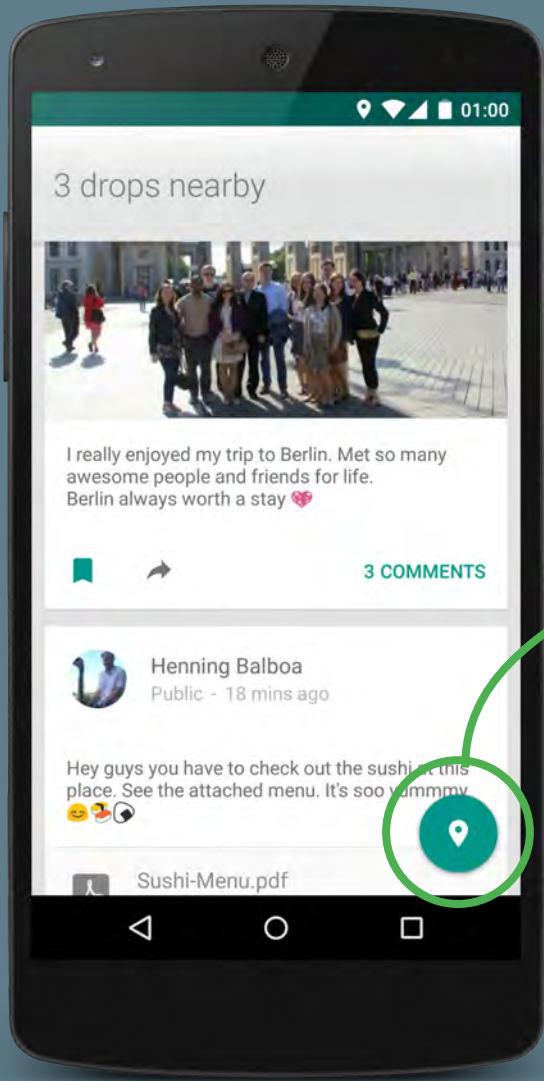 01:00
3 drops nearby
I really enjoyed my trip to Berlin. Met so many
awesome people and friends for life.
Berlin always worth a stay 💖
3 COMMENTS
Henning Balboa
Public - 18 mins ago
Hey guys you have to check out the sushi at this
place. See the attached menu. It's soo yummmy
😊🍣🍙
Sushi-Menu.pdf